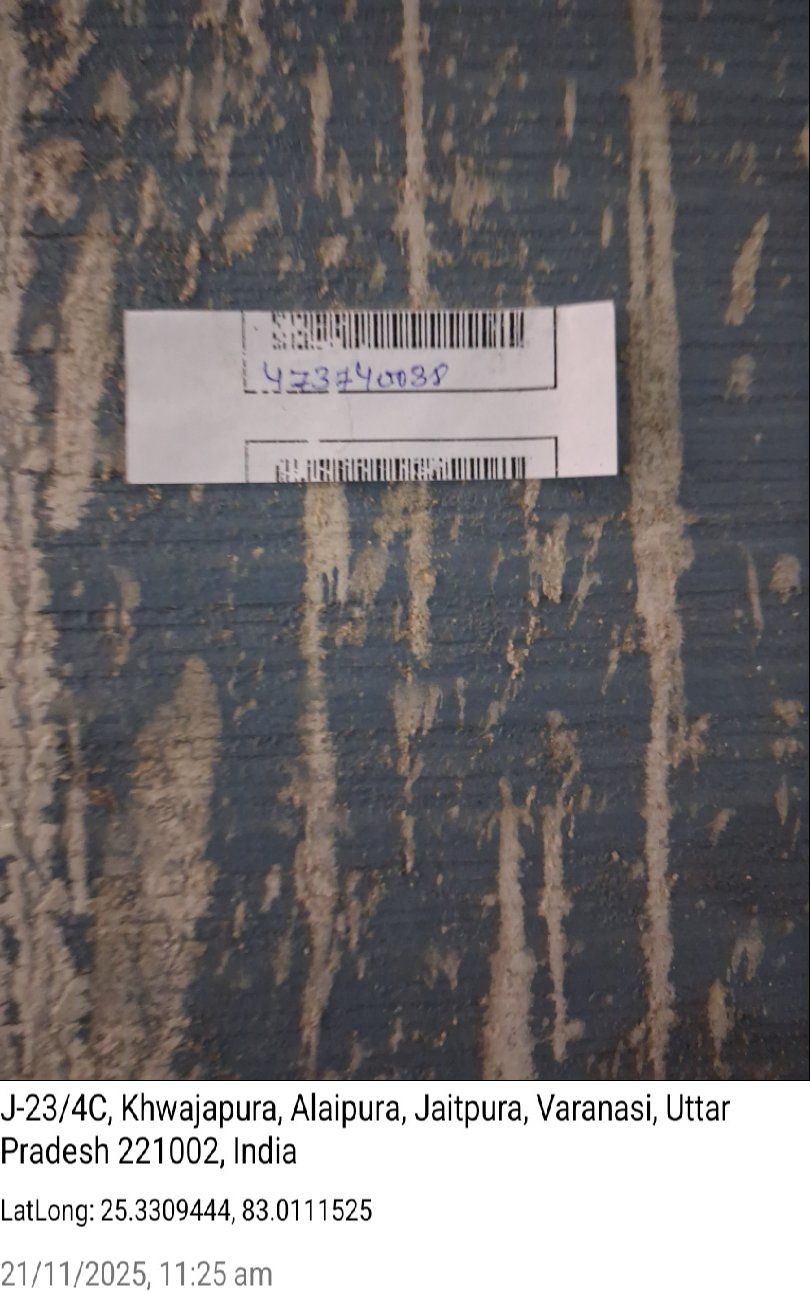 473740038
J-23/4C, Khwajapura, Alaipura, Jaitpura, Varanasi, Uttar
Pradesh 221002, India
LatLong: 25.3309444, 83.0111525
21/11/2025, 11:25 am